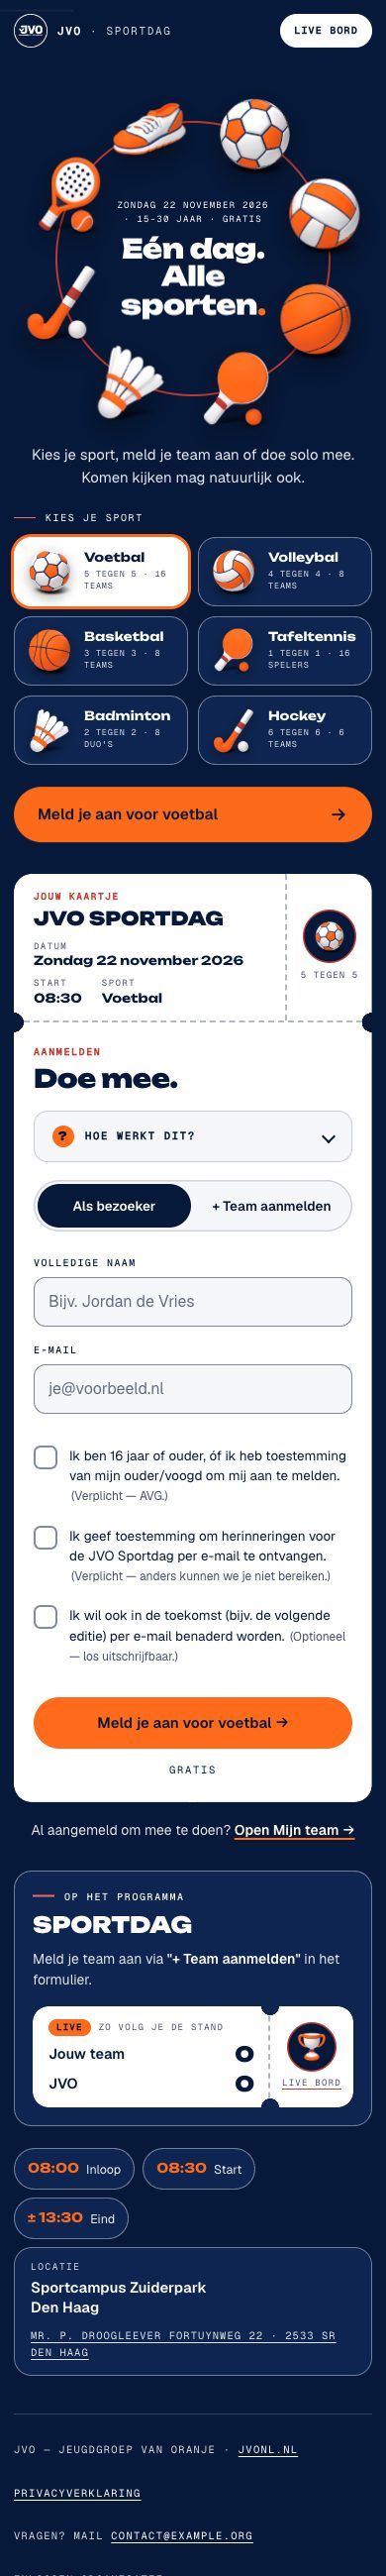 JVO JVO · SPORTDAG LIVE BORD
ZONDAG 22 NOVEMBER 2026
· 15-30 JAAR · GRATIS
Eén dag.
Alle
sporten.
Kies je sport, meld je team aan of doe solo mee.
Komen kijken mag natuurlijk ook.
KIES JE SPORT
Voetbal
5 TEGEN 5 · 16
TEAMS
Volleybal
4 TEGEN 4 · 8
TEAMS
Basketbal
3 TEGEN 3 · 8
TEAMS
Tafeltennis
1 TEGEN 1 · 16
SPELERS
Badminton
2 TEGEN 2 · 8
DUO'S
Hockey
6 TEGEN 6 · 6
TEAMS
Meld je aan voor voetbal →
JOUW KAARTJE
JVO SPORTDAG
DATUM
Zondag 22 november 2026
START SPORT
08:30 Voetbal
5 TEGEN 5
AANMELDEN
Doe mee.
? HOE WERKT DIT?
Als bezoeker + Team aanmelden
VOLLEDIGE NAAM
Bijv. Jordan de Vries
E-MAIL
je@voorbeeld.nl
Ik ben 16 jaar of ouder, óf ik heb toestemming
van mijn ouder/voogd om mij aan te melden.
(Verplicht — AVG.)
Ik geef toestemming om herinneringen voor
de JVO Sportdag per e-mail te ontvangen.
(Verplicht — anders kunnen we je niet bereiken.)
Ik wil ook in de toekomst (bijv. de volgende
editie) per e-mail benaderd worden. (Optioneel
— los uitschrijfbaar.)
Meld je aan voor voetbal →
GRATIS
Al aangemeld om mee te doen? Open Mijn team →
OP HET PROGRAMMA
SPORTDAG
Meld je team aan via "+ Team aanmelden" in het
formulier.
LIVE ZO VOLG JE DE STAND
Jouw team 0
JVO 0
LIVE BORD
08:00 Inloop
08:30 Start
± 13:30 Eind
LOCATIE
Sportcampus Zuiderpark
Den Haag
MR. P. DROOGLEEVER FORTUYNWEG 22 · 2533 SR
DEN HAAG
JVO — JEUGDGROEP VAN ORANJE · JVONL.NL
PRIVACYVERKLARING
VRAGEN? MAIL CONTACT@EXAMPLE.ORG